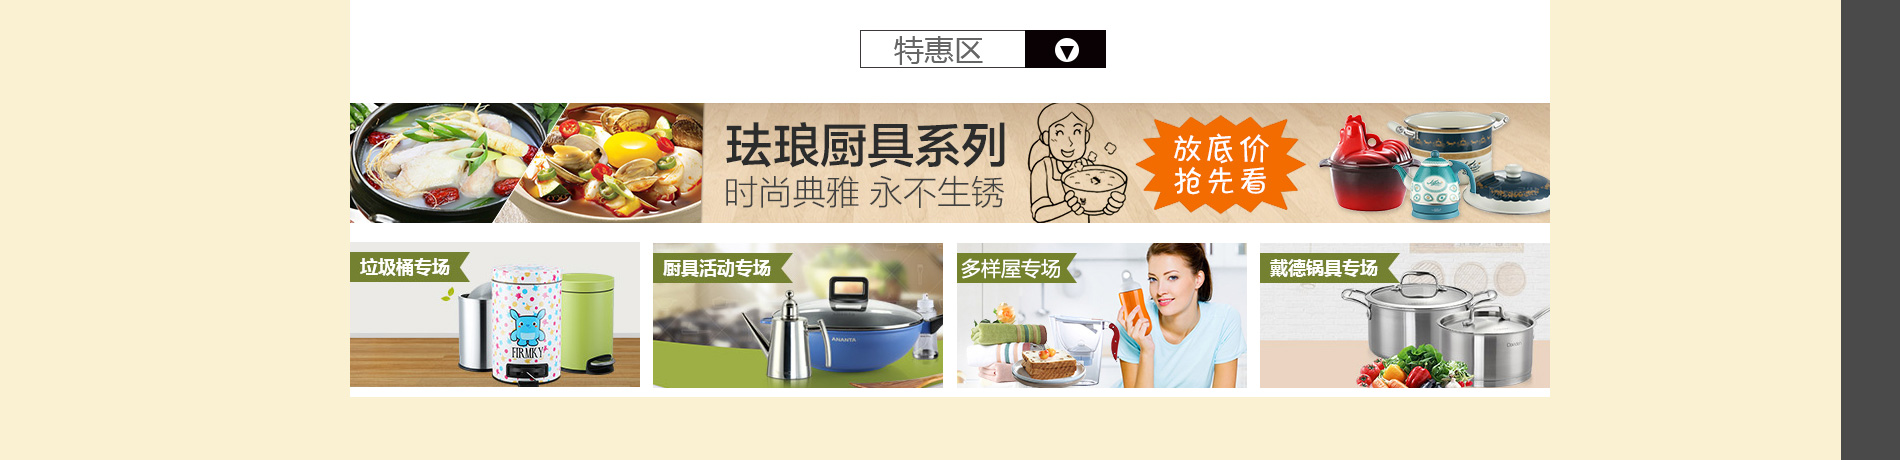 特惠区
珐琅厨具系列
时尚典雅 永不生锈
放底价
抢先看
垃圾桶专场
FIRMKY
厨具活动专场
ANANTA
多样屋专场
戴德锅具专场